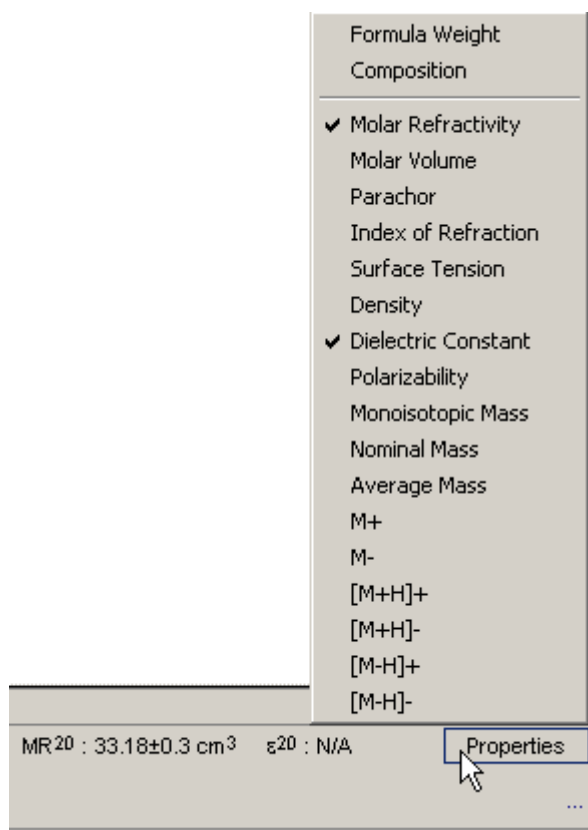 Formula Weight
Composition
Molar Refractivity
Molar Volume
Parachor
Index of Refraction
Surface Tension
Density
Dielectric Constant
Polarizability
Monoisotopic Mass
Nominal Mass
Average Mass
M+
M-
[M+H]+
[M+H]-
[M-H]+
[M-H]-
MR20 : 33.18±0.3 cm3 ε20 : N/A Properties
...